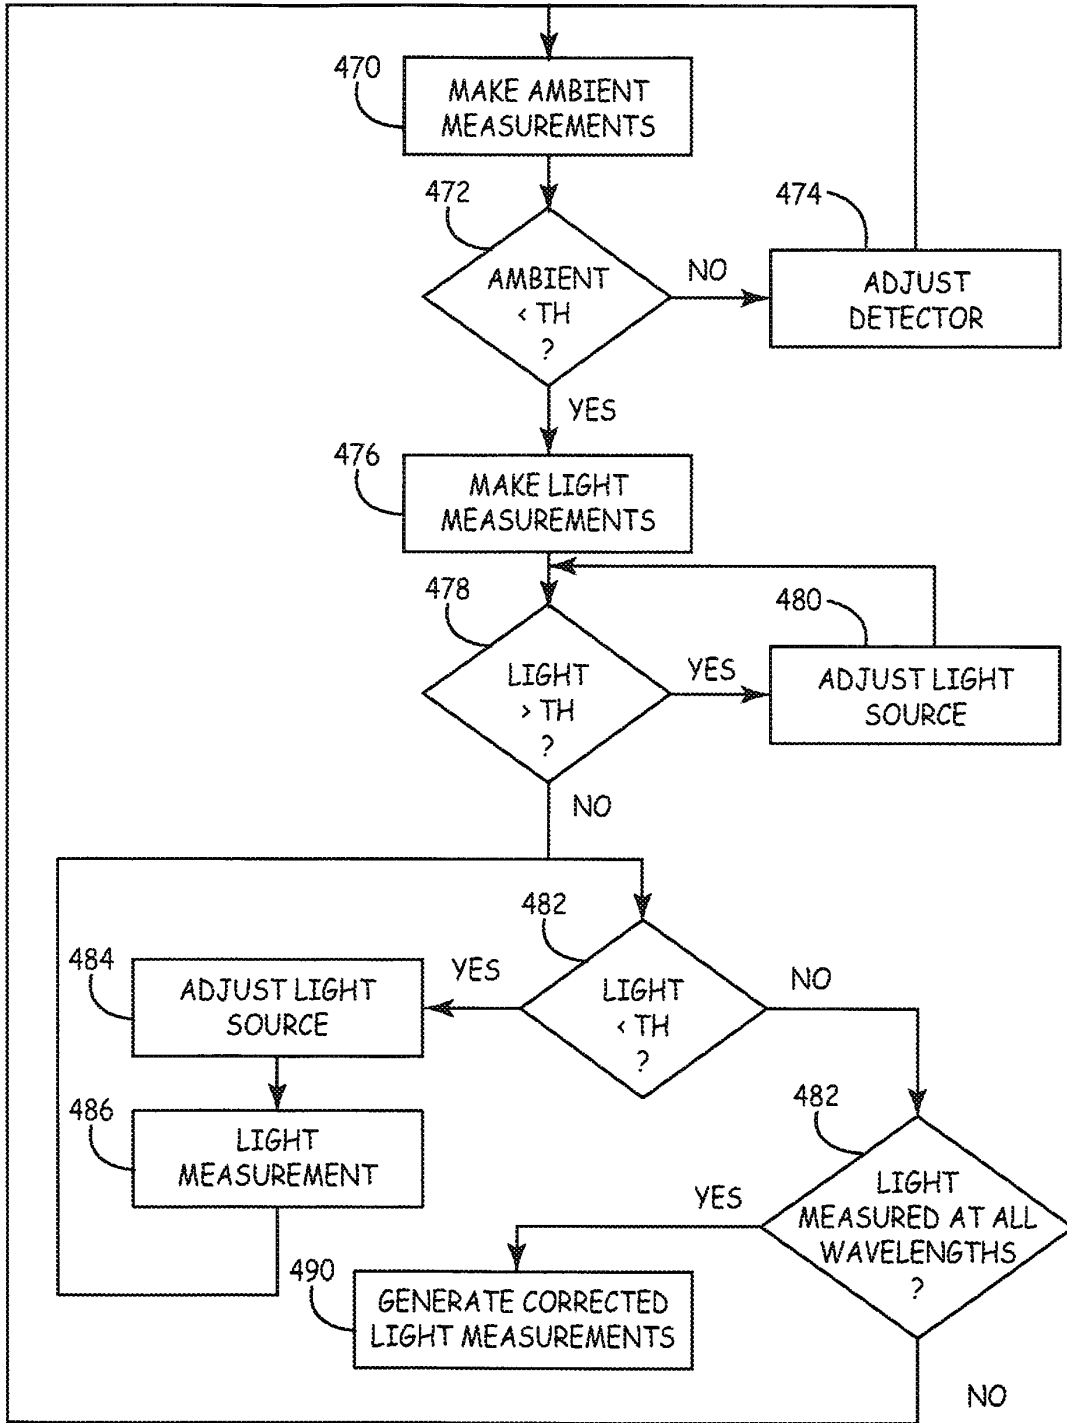 470
MAKE AMBIENT
MEASUREMENTS
472
474
AMBIENT
< TH
?
NO
ADJUST
DETECTOR
YES
476
MAKE LIGHT
MEASUREMENTS
478
480
LIGHT
> TH
?
YES
ADJUST LIGHT
SOURCE
NO
482
484
YES
NO
ADJUST LIGHT
SOURCE
LIGHT
< TH
?
486
LIGHT
MEASUREMENT
482
YES
LIGHT
MEASURED AT ALL
WAVELENGTHS
?
490
GENERATE CORRECTED
LIGHT MEASUREMENTS
NO